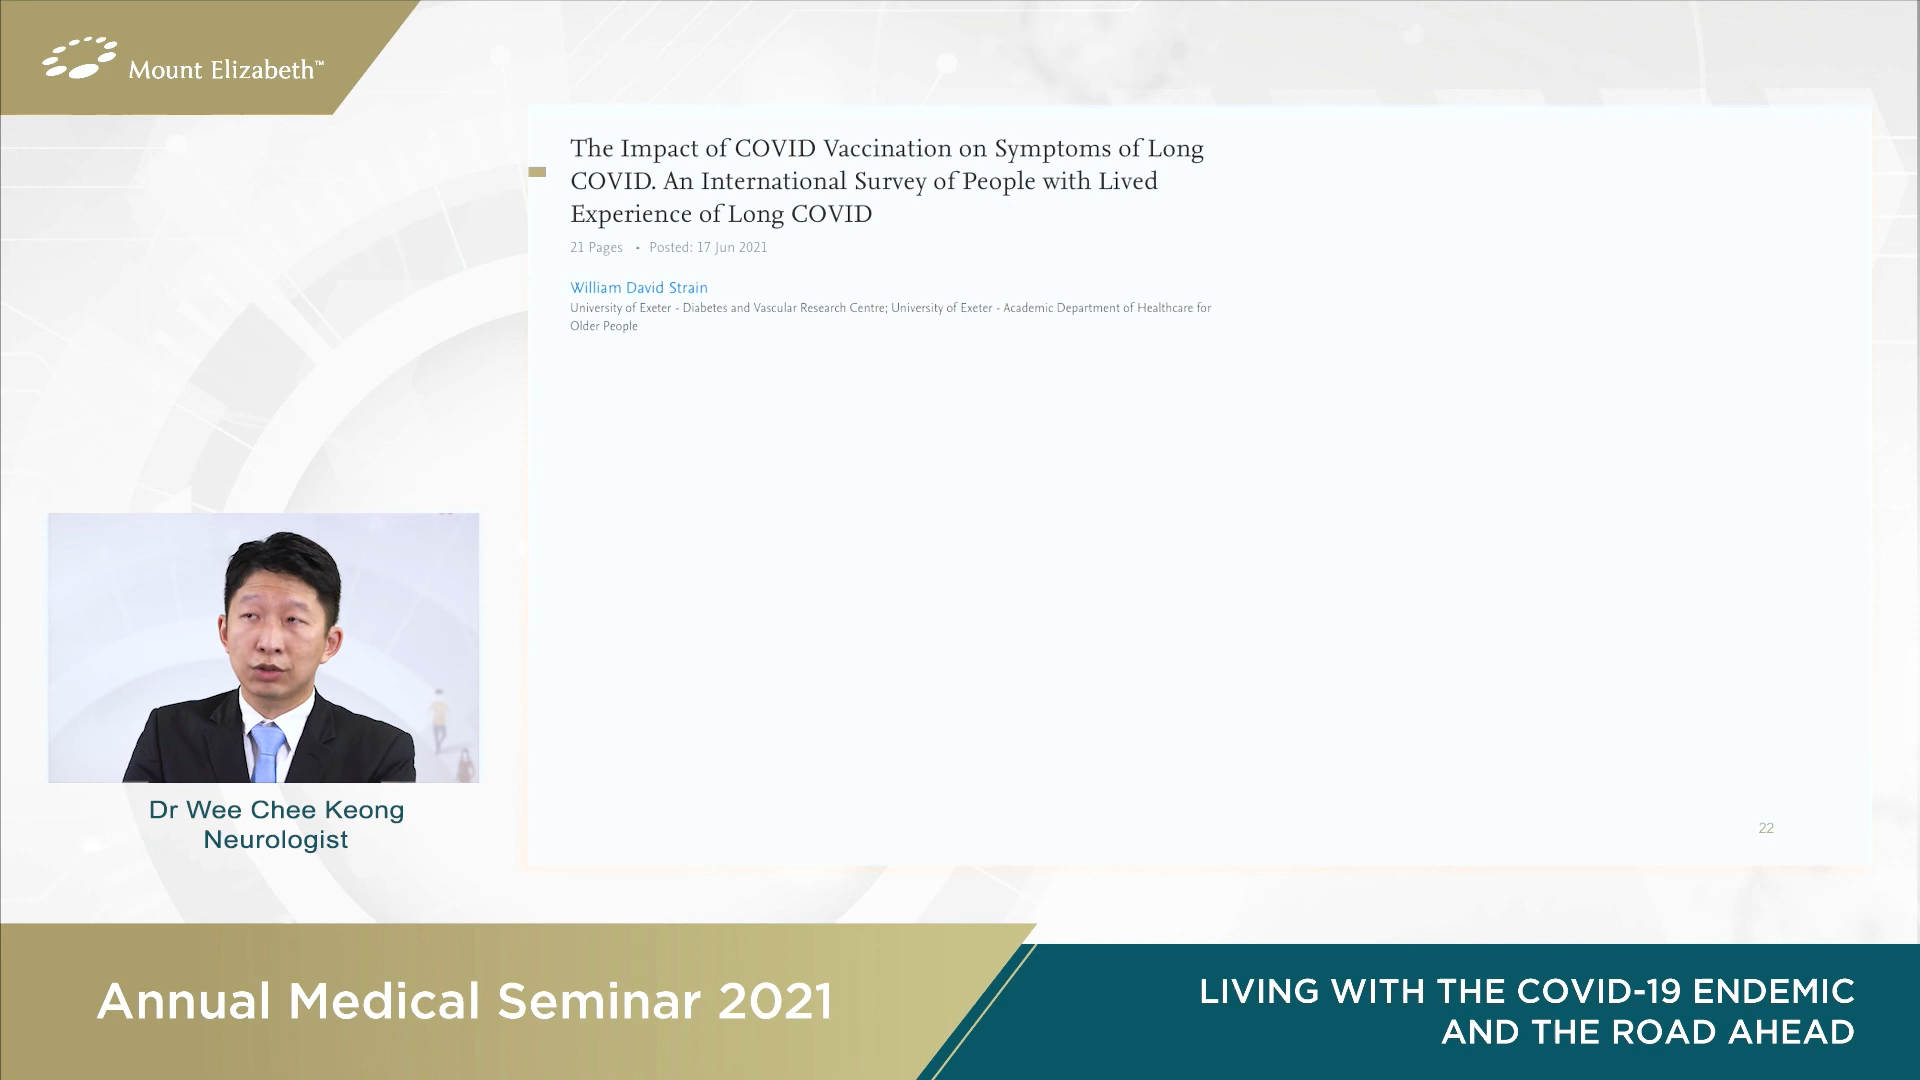 Mount Elizabeth™
The Impact of COVID Vaccination on Symptoms of Long
COVID. An International Survey of People with Lived
Experience of Long COVID
21 Pages • Posted: 17 Jun 2021
William David Strain
University of Exeter - Diabetes and Vascular Research Centre; University of Exeter - Academic Department of Healthcare for
Older People
Dr Wee Chee Keong
Neurologist
22
Annual Medical Seminar 2021
LIVING WITH THE COVID-19 ENDEMIC
AND THE ROAD AHEAD